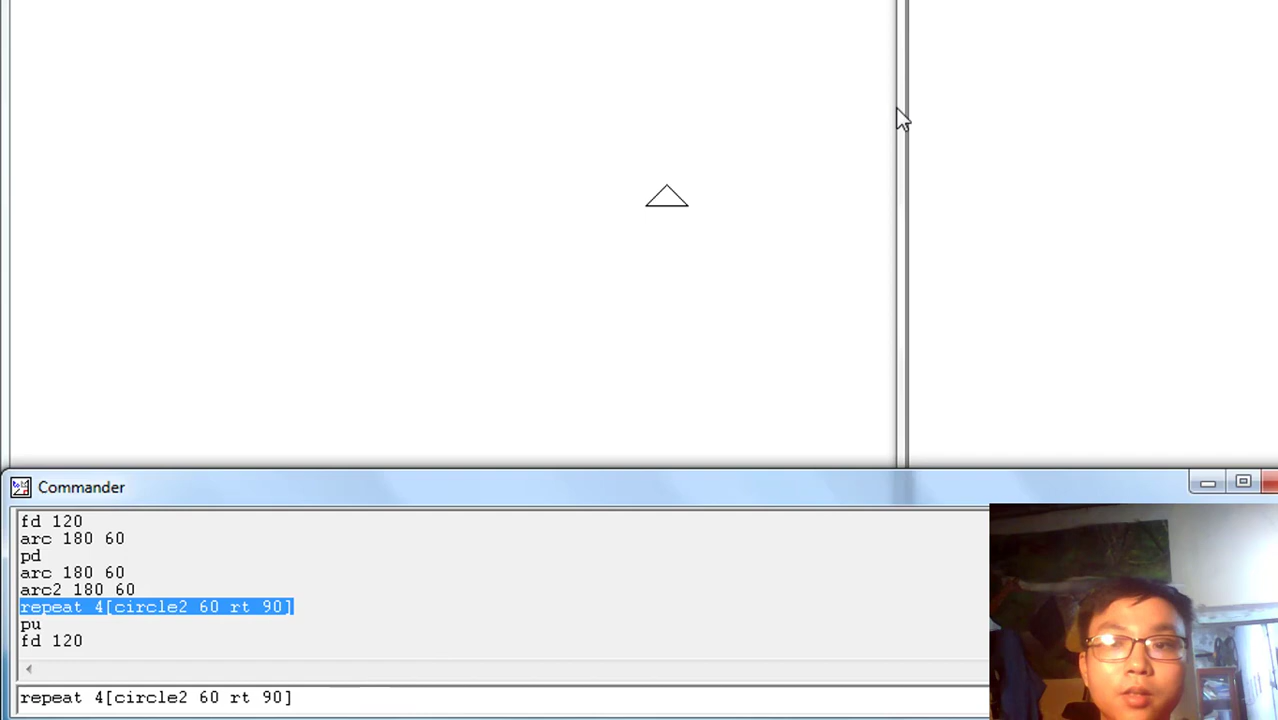 Commander
fd 120
arc 180 60
pd
arc 180 60
arc2 180 60
repeat 4[circle2 60 rt 90]
pu
fd 120
repeat 4[circle2 60 rt 90]